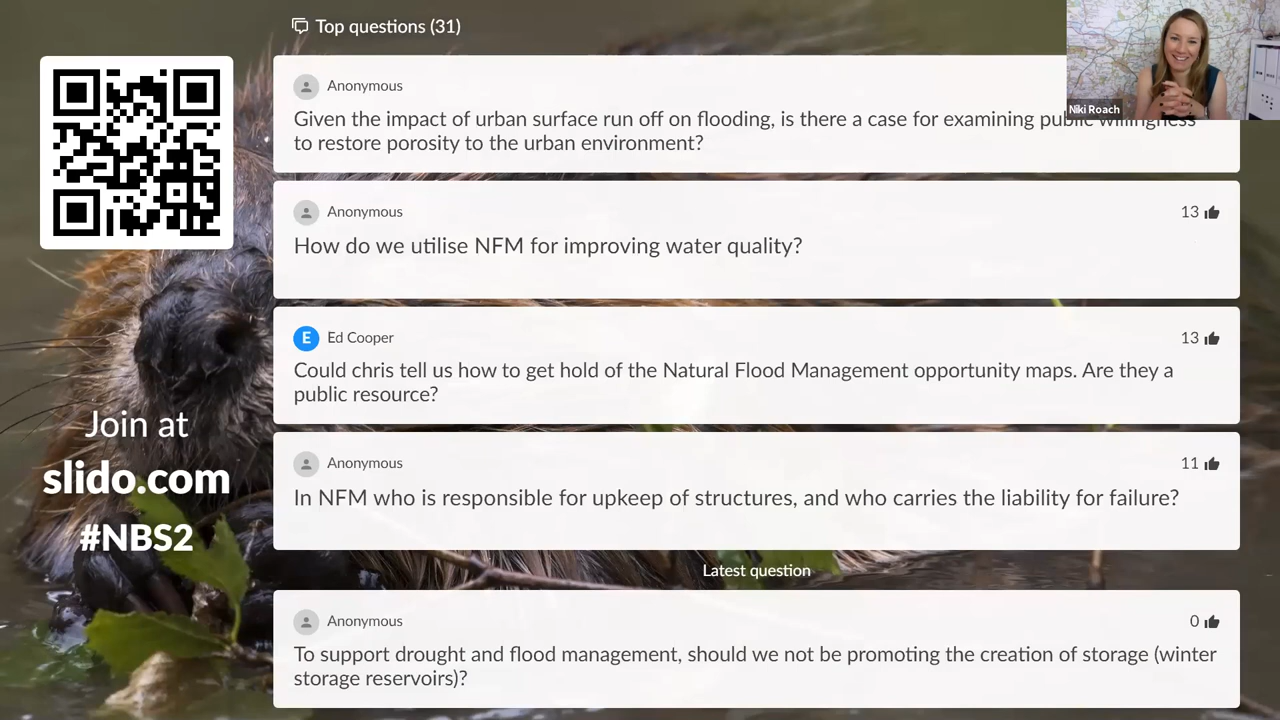 Top questions (31)
Niki Roach
Anonymous
Given the impact of urban surface run off on flooding, is there a case for examining public willingness
to restore porosity to the urban environment?
Anonymous
13
How do we utilise NFM for improving water quality?
E
Ed Cooper
13
Could chris tell us how to get hold of the Natural Flood Management opportunity maps. Are they a
public resource?
Anonymous
11
In NFM who is responsible for upkeep of structures, and who carries the liability for failure?
Join at
slido.com
#NBS2
Latest question
Anonymous
0
To support drought and flood management, should we not be promoting the creation of storage (winter
storage reservoirs)?